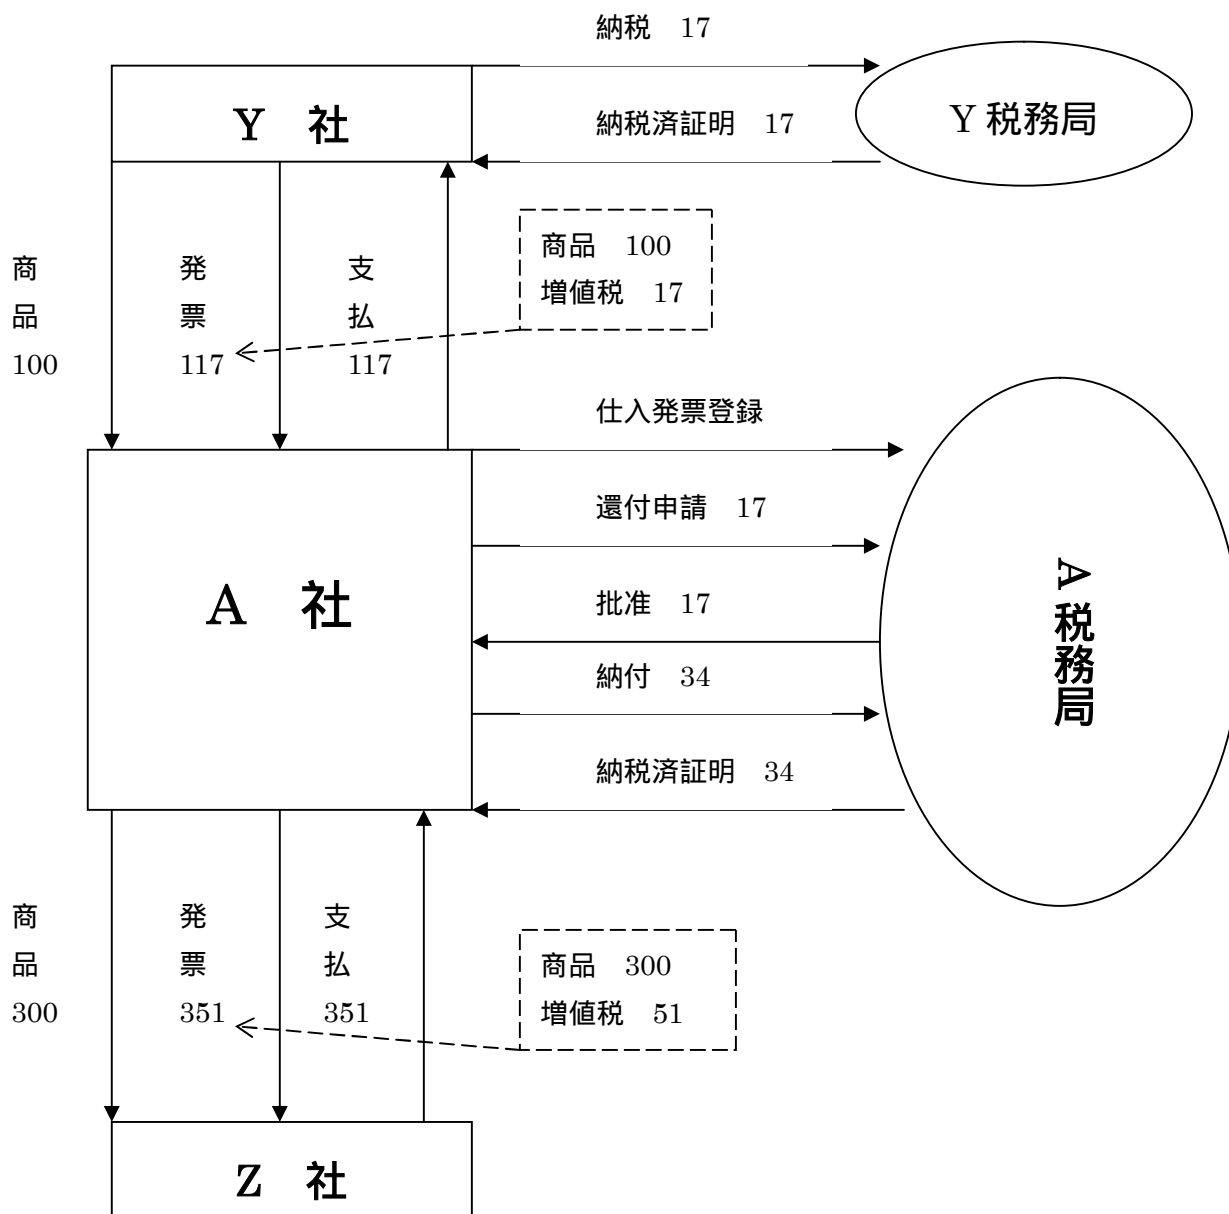 納税 17
Y 社
納税済証明 17
Y 税務局
商品 100
増値税 17
商
品
100
発
票
117
支
払
117
仕入発票登録
還付申請 17
A 社
批准 17
納付 34
納税済証明 34
A税務局
商
品
300
発
票
351
支
払
351
商品 300
増値税 51
Z 社